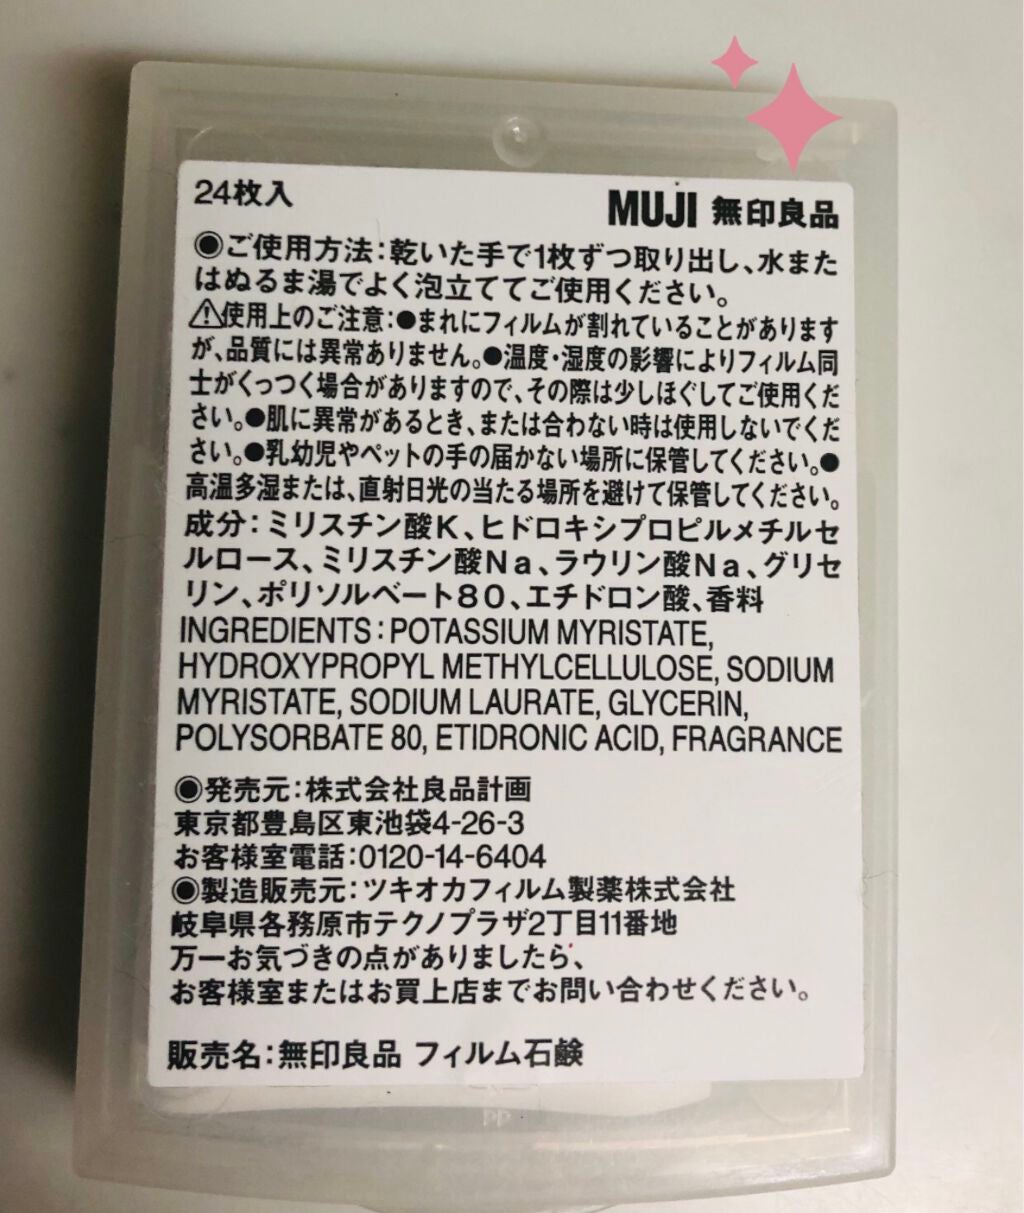 24枚入
MUJI 無印良品
◉ご使用方法:乾いた手で1枚ずつ取り出し、水また
はぬるま湯でよく泡立ててご使用ください。
⚠使用上のご注意:●まれにフィルムが割れていることがあります
が、品質には異常ありません。●温度・湿度の影響によりフィルム同
士がくっつく場合がありますので、その際は少しほぐしてご使用くだ
さい。●肌に異常があるとき、または合わない時は使用しないでくだ
さい。●乳幼児やペットの手の届かない場所に保管してください。●
高温多湿または、直射日光の当たる場所を避けて保管してください。
成分:ミリスチン酸K、ヒドロキシプロピルメチルセ
ルロース、ミリスチン酸Na、ラウリン酸Na、グリセ
リン、ポリソルベート80、エチドロン酸、香料
INGREDIENTS:POTASSIUM MYRISTATE,
HYDROXYPROPYL METHYLCELLULOSE, SODIUM
MYRISTATE, SODIUM LAURATE, GLYCERIN,
POLYSORBATE 80, ETIDRONIC ACID, FRAGRANCE
◉発売元:株式会社良品計画
東京都豊島区東池袋4-26-3
お客様室電話:0120-14-6404
◉製造販売元:ツキオカフィルム製薬株式会社
岐阜県各務原市テクノプラザ2丁目11番地
万一お気づきの点がありましたら、
お客様室またはお買上店までお問い合わせください。
販売名:無印良品 フィルム石鹸
PP